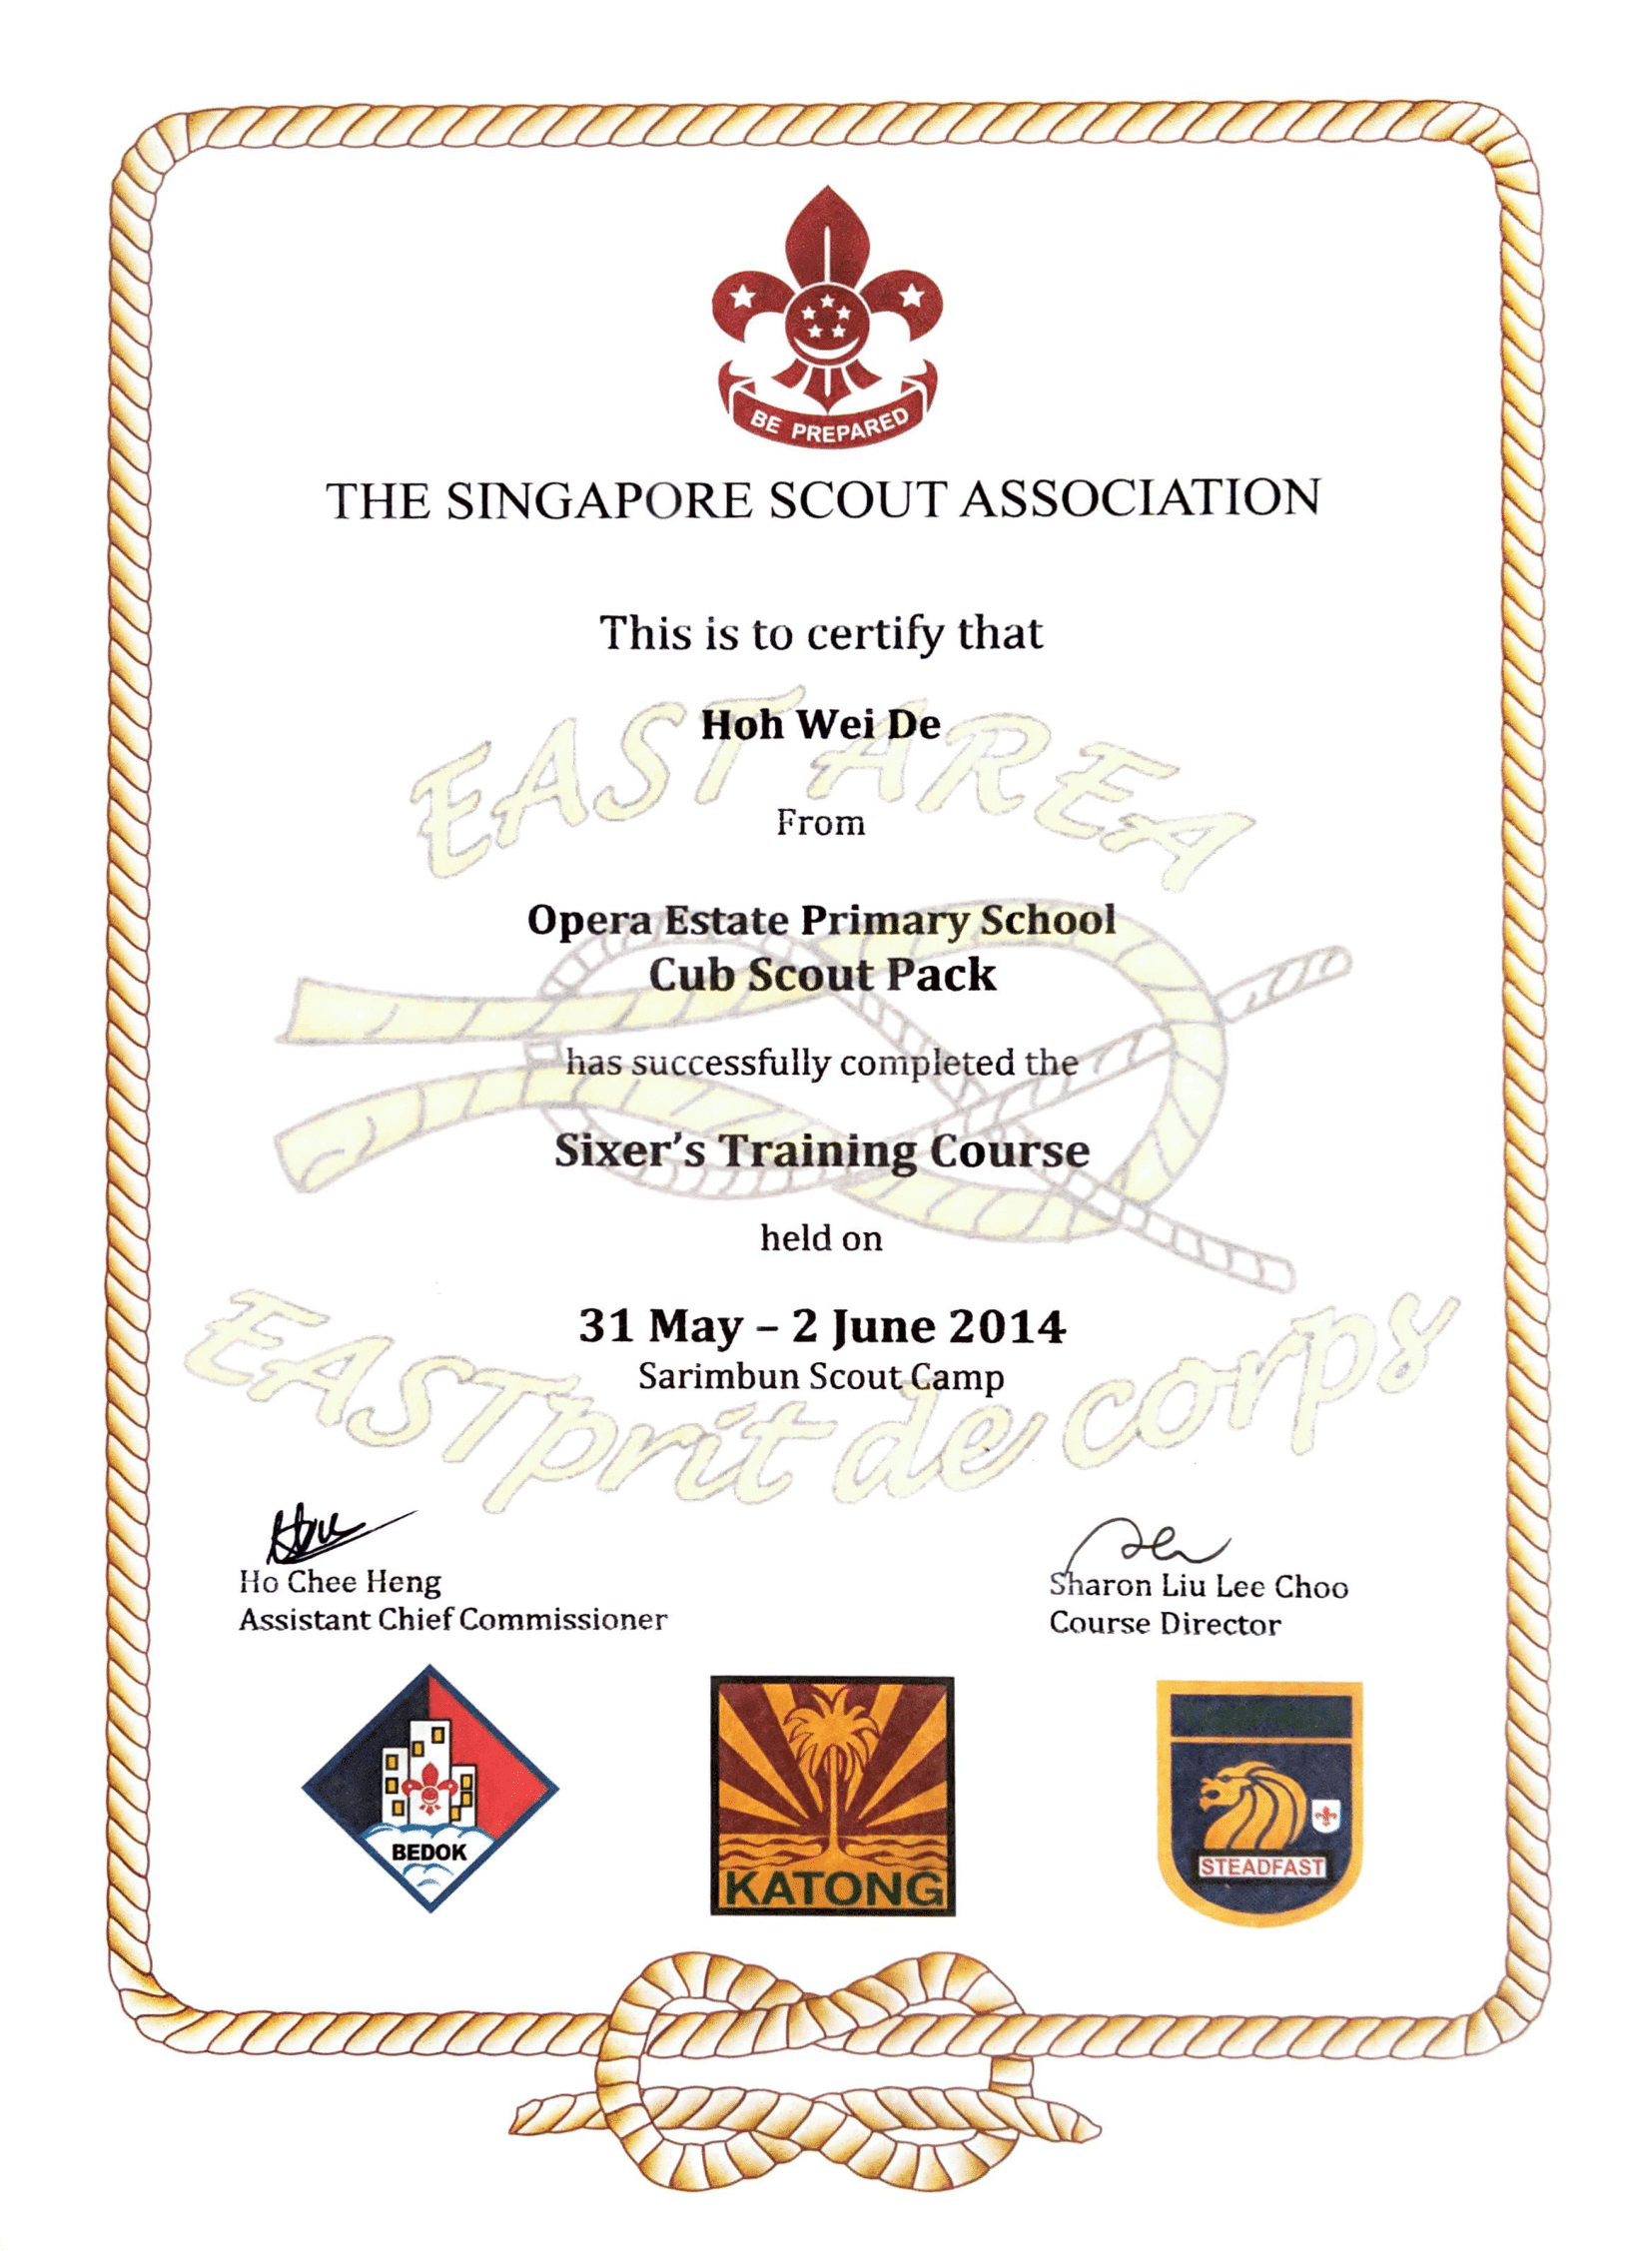 BE PREPARED
THE SINGAPORE SCOUT ASSOCIATION
This is to certify that
EAST AREA
Hoh Wei De
From
Opera Estate Primary School
Cub Scout Pack
has successfully completed the
Sixer's Training Course
held on
31 May – 2 June 2014
Sarimbun Scout Camp
EASTprit de corps
Ho Chee Heng
Assistant Chief Commissioner
Sharon Liu Lee Choo
Course Director
BEDOK
KATONG
STEADFAST